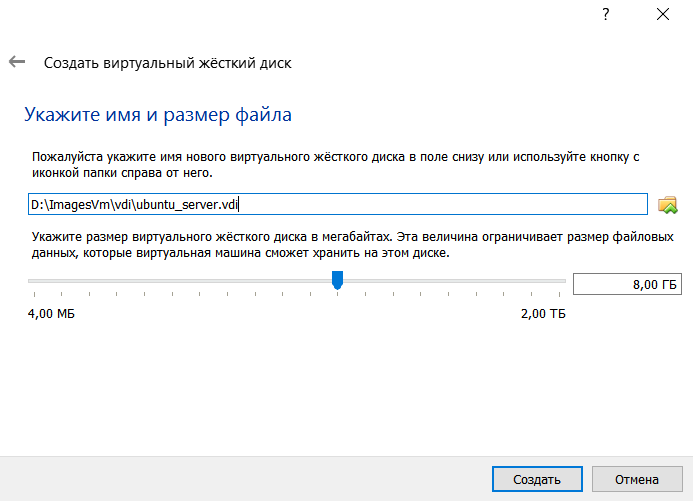 ?
Создать виртуальный жёсткий диск
Укажите имя и размер файла
Пожалуйста укажите имя нового виртуального жёсткого диска в поле снизу или используйте кнопку с
иконкой папки справа от него.
D:\ImagesVm\vdi\ubuntu_server.vdi
Укажите размер виртуального жёсткого диска в мегабайтах. Эта величина ограничивает размер файловых
данных, которые виртуальная машина сможет хранить на этом диске.
8,00 ГБ
4,00 МБ
2,00 ТБ
Создать
Отмена